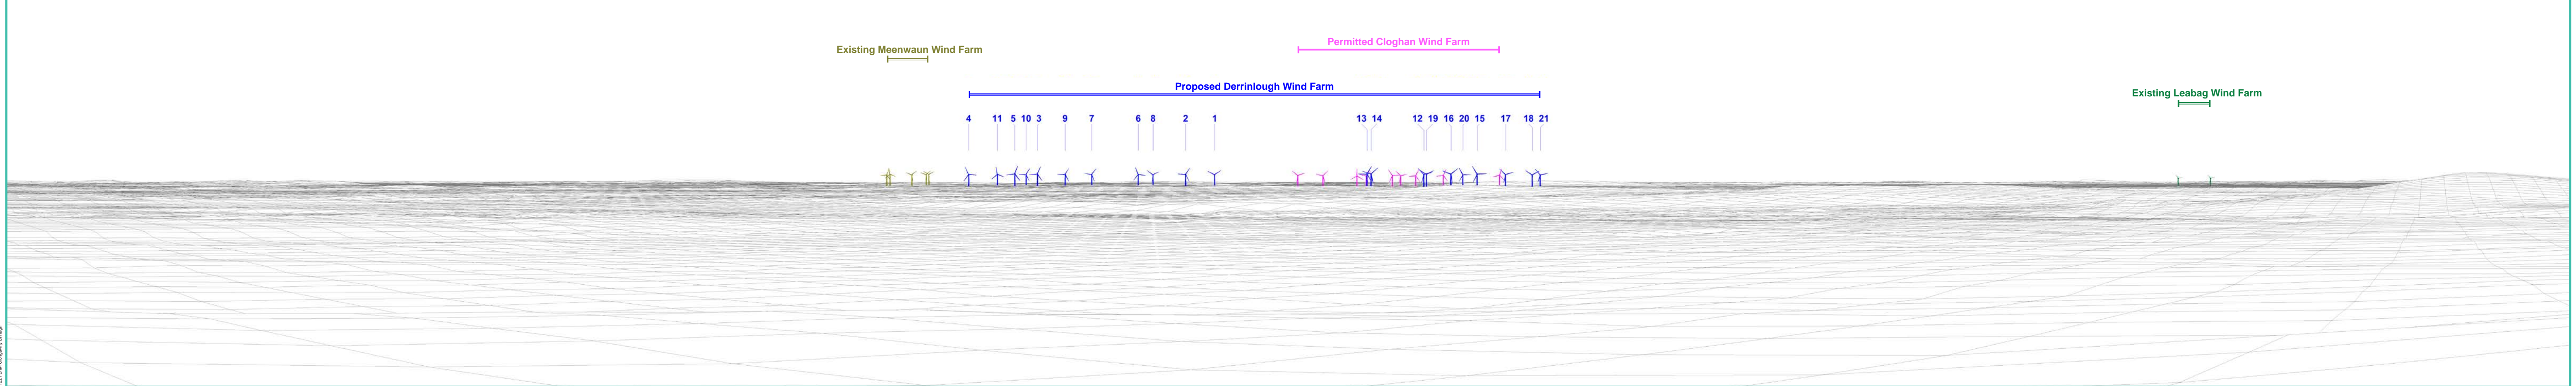 Permitted Cloghan Wind Farm
Existing Meenwaun Wind Farm
Proposed Derrinlough Wind Farm
Existing Leabag Wind Farm
4 11 5 10 3 9 7 6 8 2 1 13 14 12 19 16 20 15 17 18 21